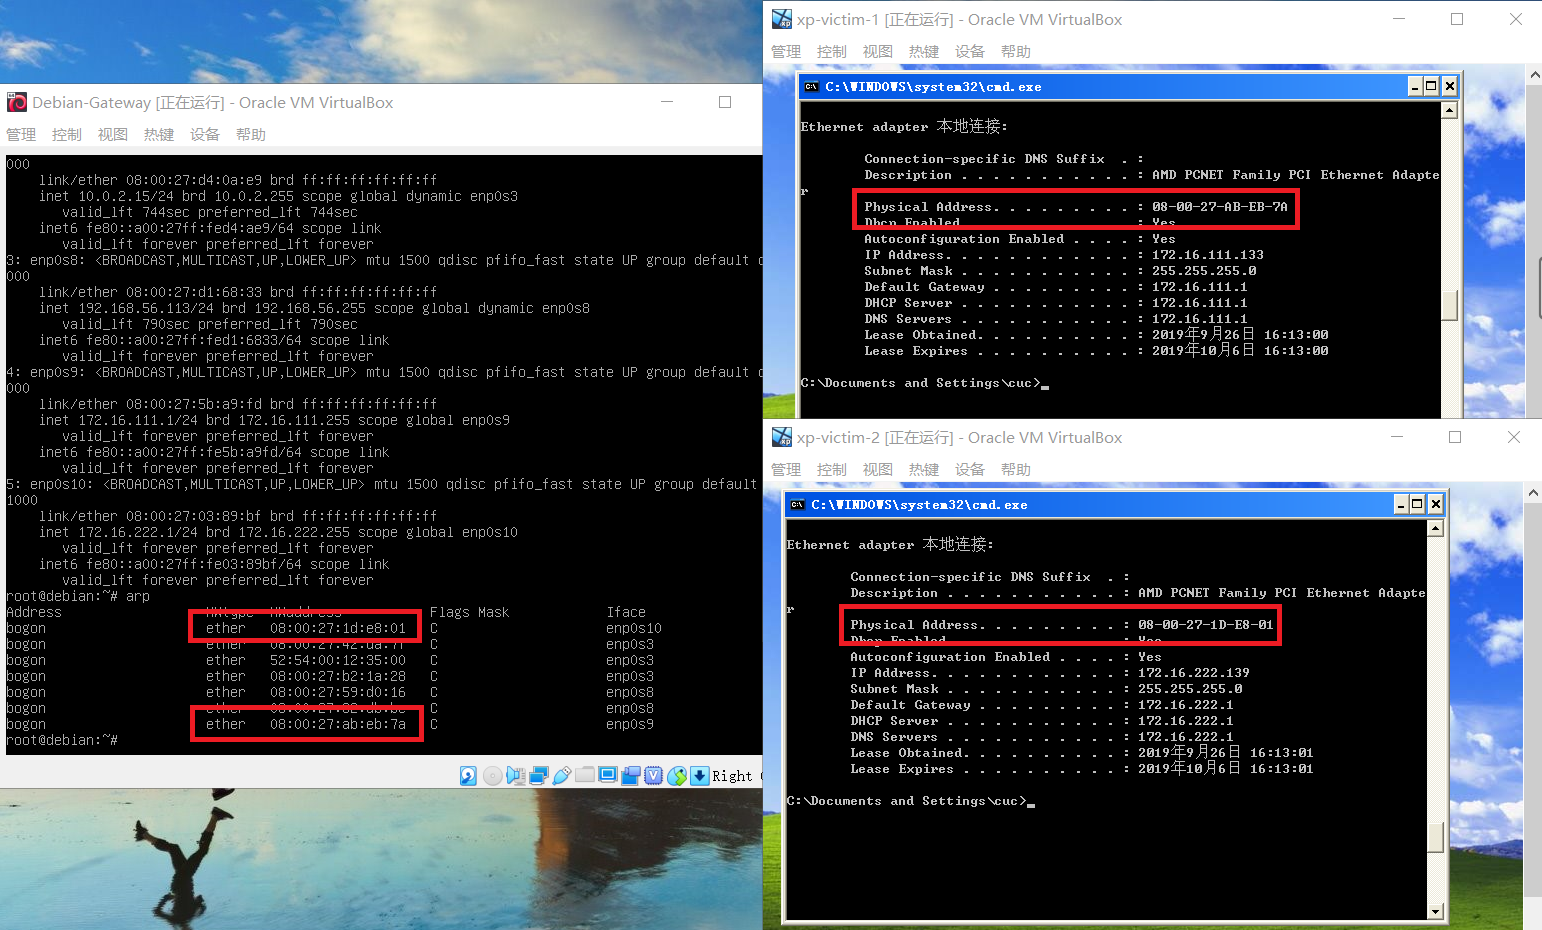 Debian-Gateway [正在运行] - Oracle VM VirtualBox
管理 控制 视图 热键 设备 帮助
000
link/ether 08:00:27:d4:0a:e9 brd ff:ff:ff:ff:ff:ff
inet 10.0.2.15/24 brd 10.0.2.255 scope global dynamic enp0s3
valid_lft 744sec preferred_lft 744sec
inet6 fe80::a00:27ff:fed4:ae9/64 scope link
valid_lft forever preferred_lft forever
3: enp0s8: <BROADCAST,MULTICAST,UP,LOWER_UP> mtu 1500 qdisc pfifo_fast state UP group default
000
link/ether 08:00:27:d1:68:33 brd ff:ff:ff:ff:ff:ff
inet 192.168.56.113/24 brd 192.168.56.255 scope global dynamic enp0s8
valid_lft 790sec preferred_lft 790sec
inet6 fe80::a00:27ff:fed1:6833/64 scope link
valid_lft forever preferred_lft forever
4: enp0s9: <BROADCAST,MULTICAST,UP,LOWER_UP> mtu 1500 qdisc pfifo_fast state UP group default
000
link/ether 08:00:27:5b:a9:fd brd ff:ff:ff:ff:ff:ff
inet 172.16.111.1/24 brd 172.16.111.255 scope global enp0s9
valid_lft forever preferred_lft forever
inet6 fe80::a00:27ff:fe5b:a9fd/64 scope link
valid_lft forever preferred_lft forever
5: enp0s10: <BROADCAST,MULTICAST,UP,LOWER_UP> mtu 1500 qdisc pfifo_fast state UP group default
1000
link/ether 08:00:27:03:89:bf brd ff:ff:ff:ff:ff:ff
inet 172.16.222.1/24 brd 172.16.222.255 scope global enp0s10
valid_lft forever preferred_lft forever
inet6 fe80::a00:27ff:fe03:89bf/64 scope link
valid_lft forever preferred_lft forever
root@debian:~# arp
Address HWtype HWaddress Flags Mask Iface
bogon ether 08:00:27:1d:e8:01 C enp0s10
bogon ether 08:00:27:42:da:7f C enp0s3
bogon ether 52:54:00:12:35:00 C enp0s3
bogon ether 08:00:27:b2:1a:28 C enp0s3
bogon ether 08:00:27:59:d0:16 C enp0s8
bogon ether C enp0s8
bogon ether 08:00:27:ab:eb:7a C enp0s9
root@debian:~#
Right
xp-victim-1 [正在运行] - Oracle VM VirtualBox
管理 控制 视图 热键 设备 帮助
C:\WINDOWS\system32\cmd.exe
Ethernet adapter 本地连接:
Connection-specific DNS Suffix . :
Description . . . . . . . . . . . : AMD PCNET Family PCI Ethernet Adapte
r
Physical Address. . . . . . . . . : 08-00-27-AB-EB-7A
Dhcp Enabled. . . . . . . . . . . : Yes
Autoconfiguration Enabled . . . . : Yes
IP Address. . . . . . . . . . . . : 172.16.111.133
Subnet Mask . . . . . . . . . . . : 255.255.255.0
Default Gateway . . . . . . . . . : 172.16.111.1
DHCP Server . . . . . . . . . . . : 172.16.111.1
DNS Servers . . . . . . . . . . . : 172.16.111.1
Lease Obtained. . . . . . . . . . : 2019年9月26日 16:13:00
Lease Expires . . . . . . . . . . : 2019年10月6日 16:13:00
C:\Documents and Settings\cuc>_
xp-victim-2 [正在运行] - Oracle VM VirtualBox
管理 控制 视图 热键 设备 帮助
C:\WINDOWS\system32\cmd.exe
Ethernet adapter 本地连接:
Connection-specific DNS Suffix . :
Description . . . . . . . . . . . : AMD PCNET Family PCI Ethernet Adapte
r
Physical Address. . . . . . . . . : 08-00-27-1D-E8-01
Dhcp Enabled. . . . . . . . . . . : Yes
Autoconfiguration Enabled . . . . : Yes
IP Address. . . . . . . . . . . . : 172.16.222.139
Subnet Mask . . . . . . . . . . . : 255.255.255.0
Default Gateway . . . . . . . . . : 172.16.222.1
DHCP Server . . . . . . . . . . . : 172.16.222.1
DNS Servers . . . . . . . . . . . : 172.16.222.1
Lease Obtained. . . . . . . . . . : 2019年9月26日 16:13:01
Lease Expires . . . . . . . . . . : 2019年10月6日 16:13:01
C:\Documents and Settings\cuc>_